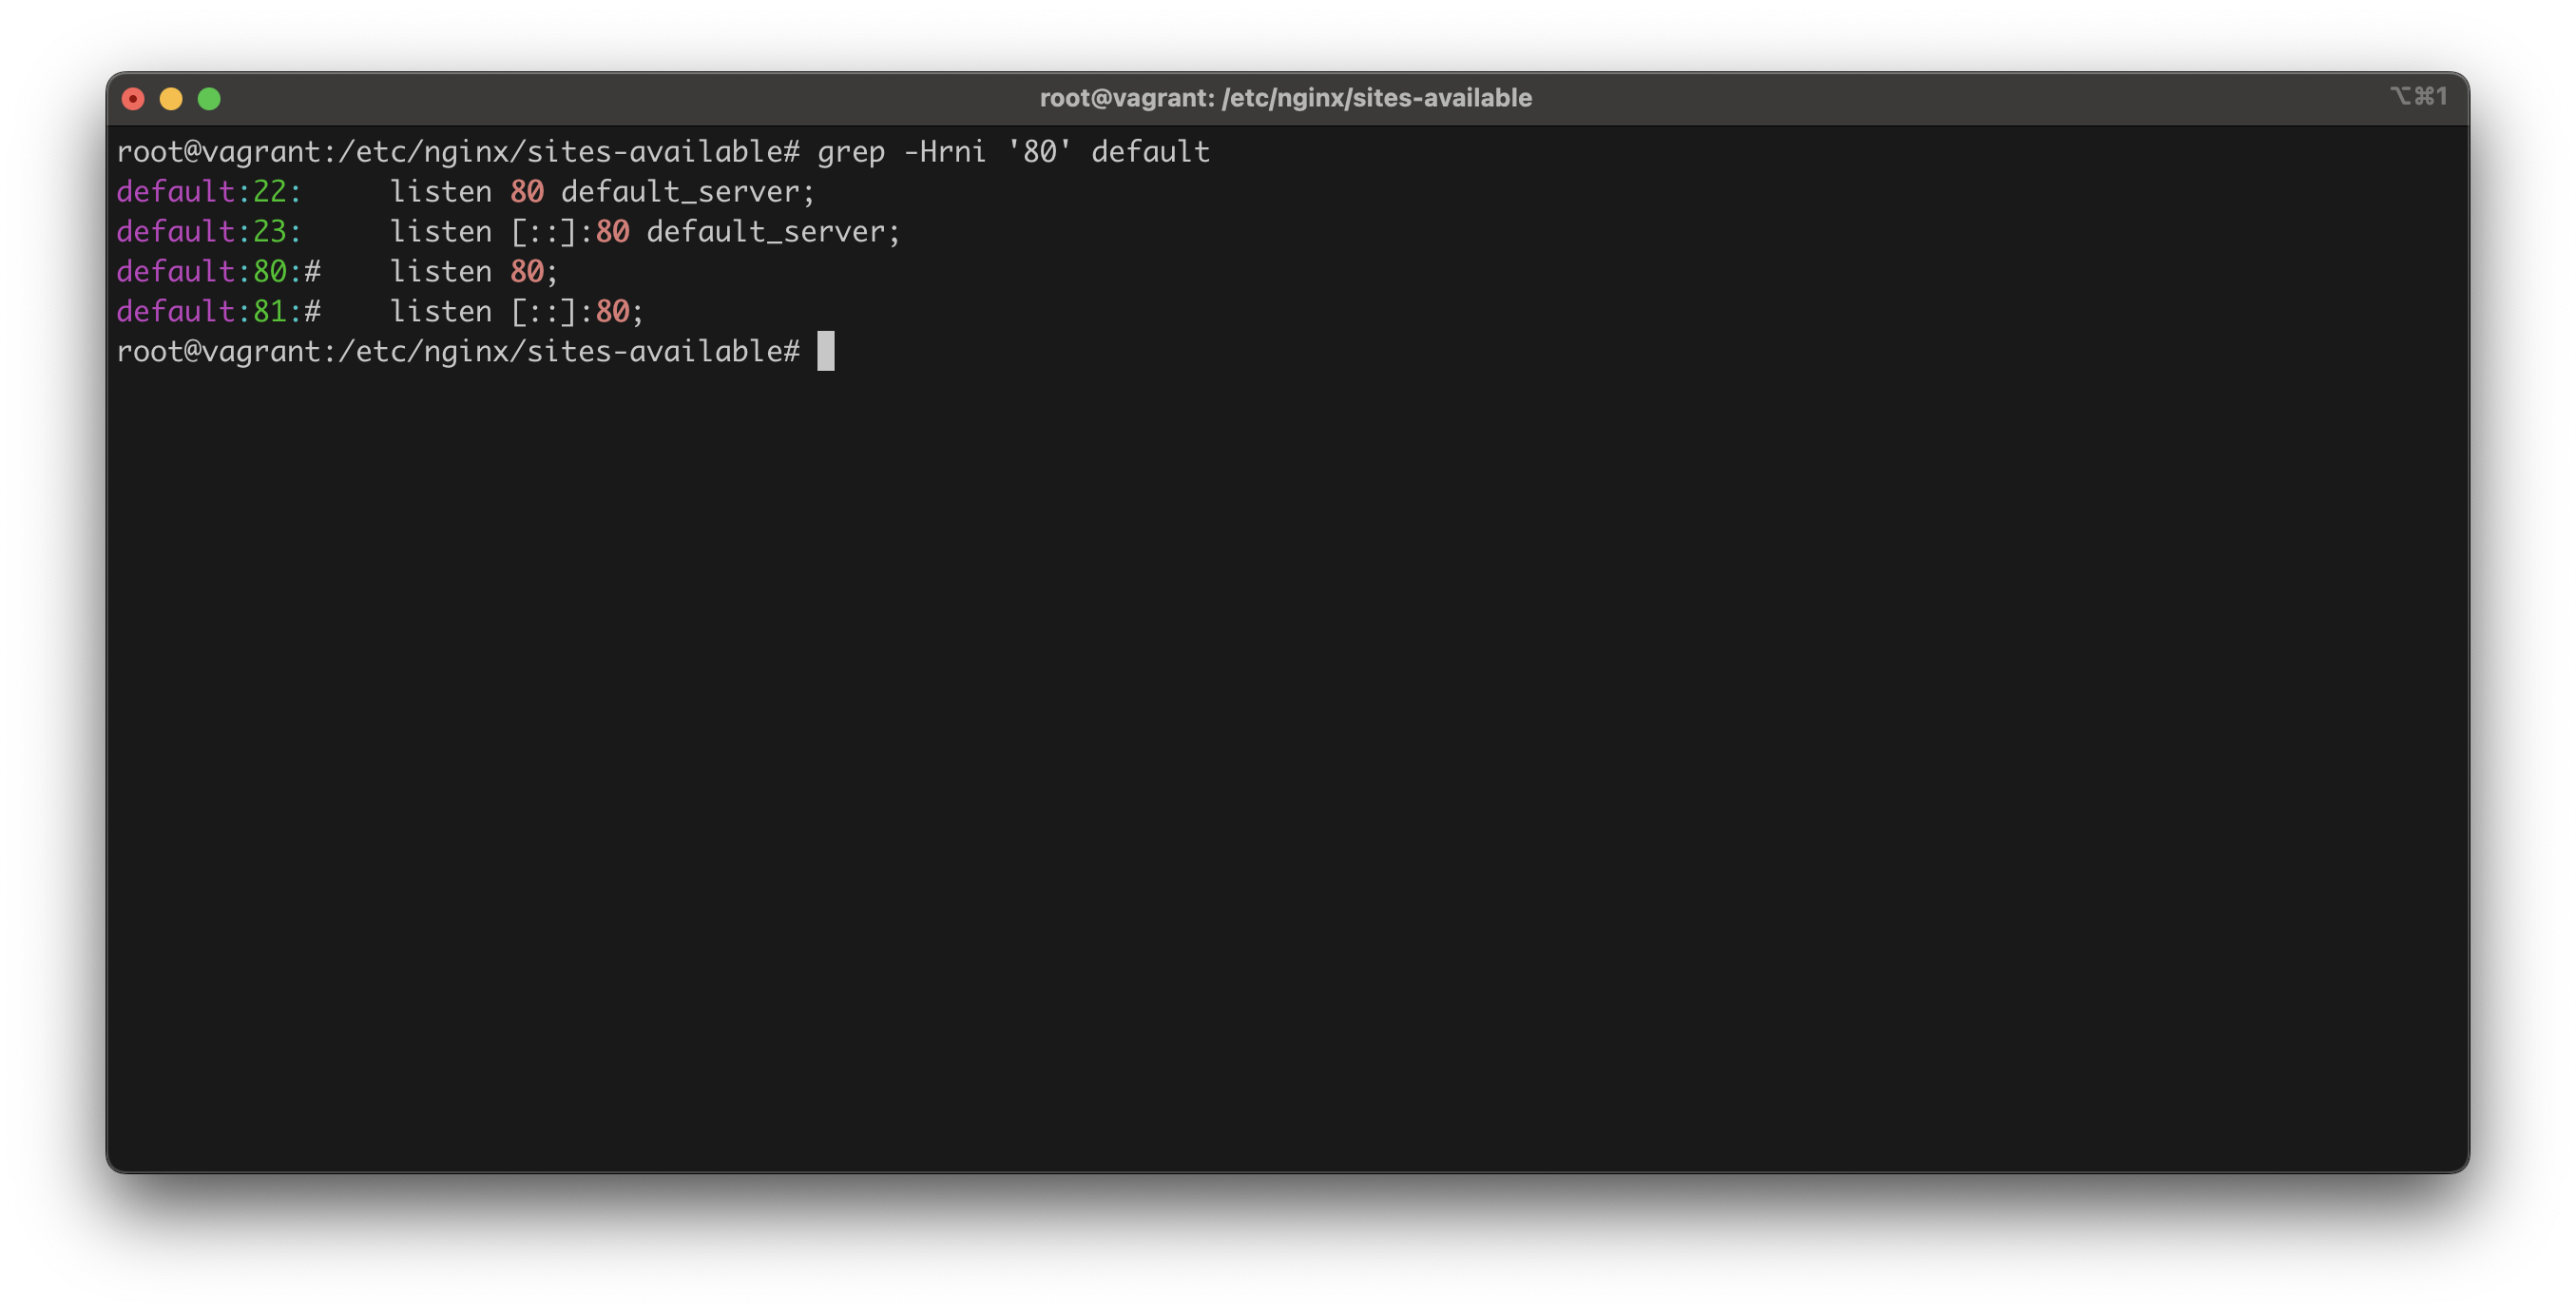 root@vagrant: /etc/nginx/sites-available
⌥⌘1
root@vagrant:/etc/nginx/sites-available# grep -Hrni '80' default
default:22:     listen 80 default_server;
default:23:     listen [::]:80 default_server;
default:80:#    listen 80;
default:81:#    listen [::]:80;
root@vagrant:/etc/nginx/sites-available#